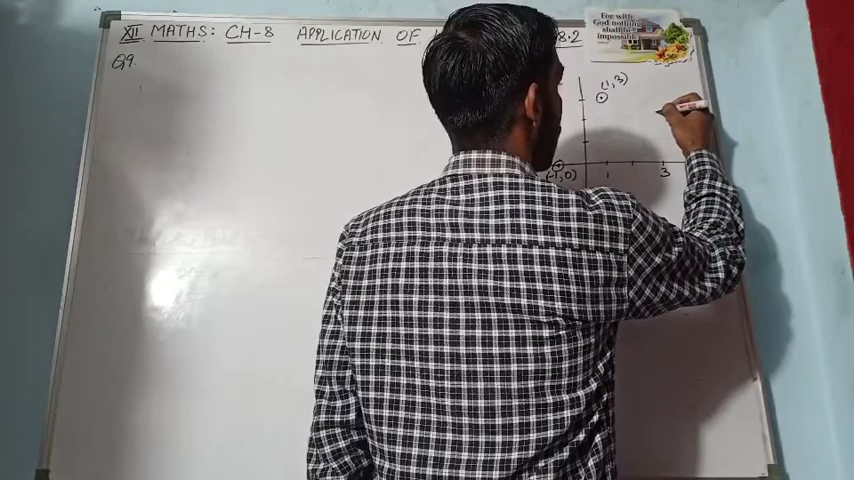 XII MATHS: CH-8 APPLICATION OF 8.2
For with
God nothing
shall be
impossible.
Q9.
(1,3)
(-1,0) 1 3